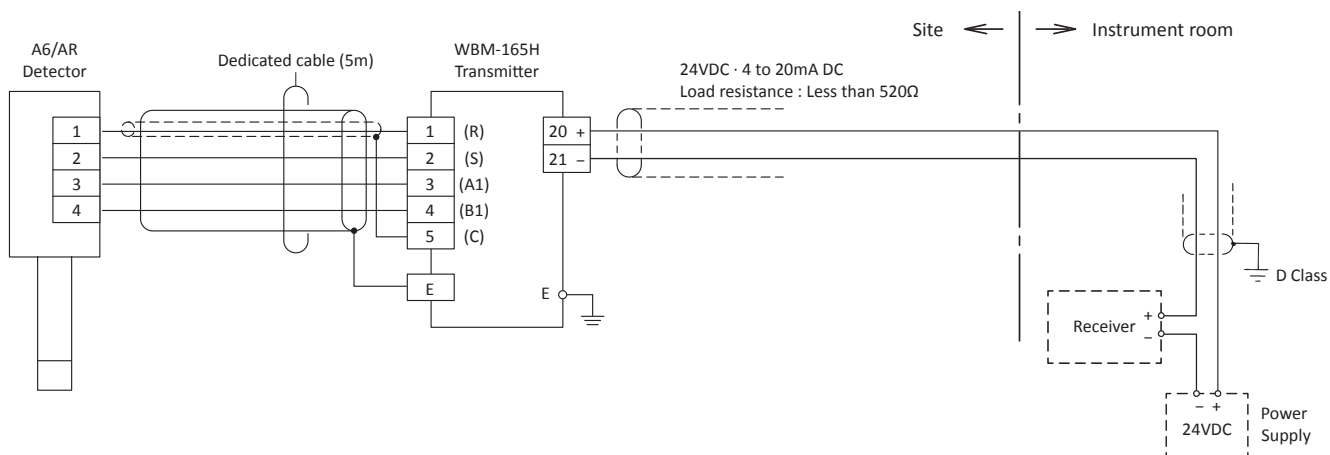 Site
Instrument room
A6/AR
Detector
Dedicated cable (5m)
WBM-165H
Transmitter
24VDC · 4 to 20mA DC
Load resistance : Less than 520Ω
1
2
3
4
1 (R)
2 (S)
3 (A1)
4 (B1)
5 (C)
E
20 +
21 −
E
D Class
Receiver
+
−
− +
24VDC
Power
Supply